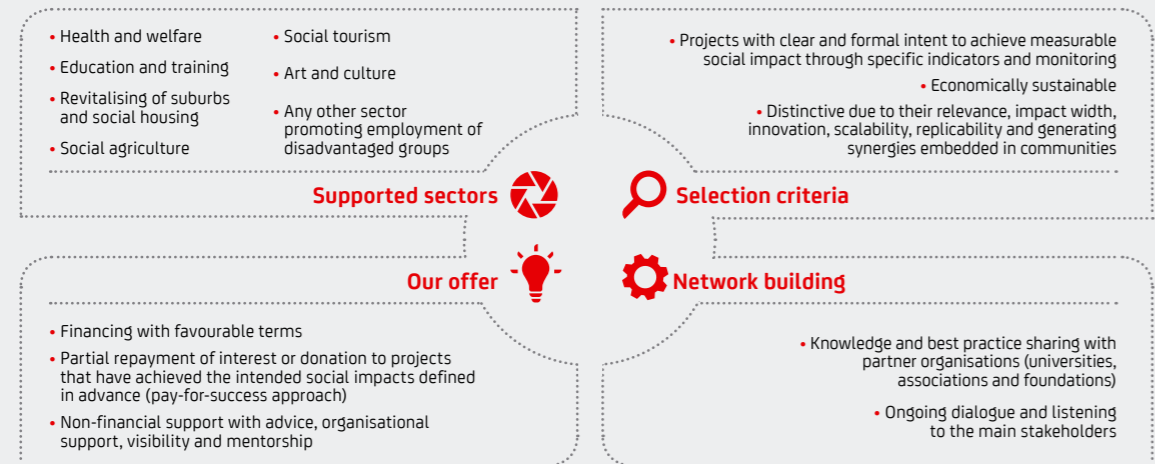 • Health and welfare
• Education and training
• Revitalising of suburbs
and social housing
• Social agriculture
• Social tourism
• Art and culture
• Any other sector
promoting employment of
disadvantaged groups
Supported sectors
• Projects with clear and formal intent to achieve measurable
social impact through specific indicators and monitoring
• Economically sustainable
• Distinctive due to their relevance, impact width,
innovation, scalability, replicability and generating
synergies embedded in communities
Selection criteria
Our offer
• Financing with favourable terms
• Partial repayment of interest or donation to projects
that have achieved the intended social impacts defined
in advance (pay-for-success approach)
• Non-financial support with advice, organisational
support, visibility and mentorship
Network building
• Knowledge and best practice sharing with
partner organisations (universities,
associations and foundations)
• Ongoing dialogue and listening
to the main stakeholders